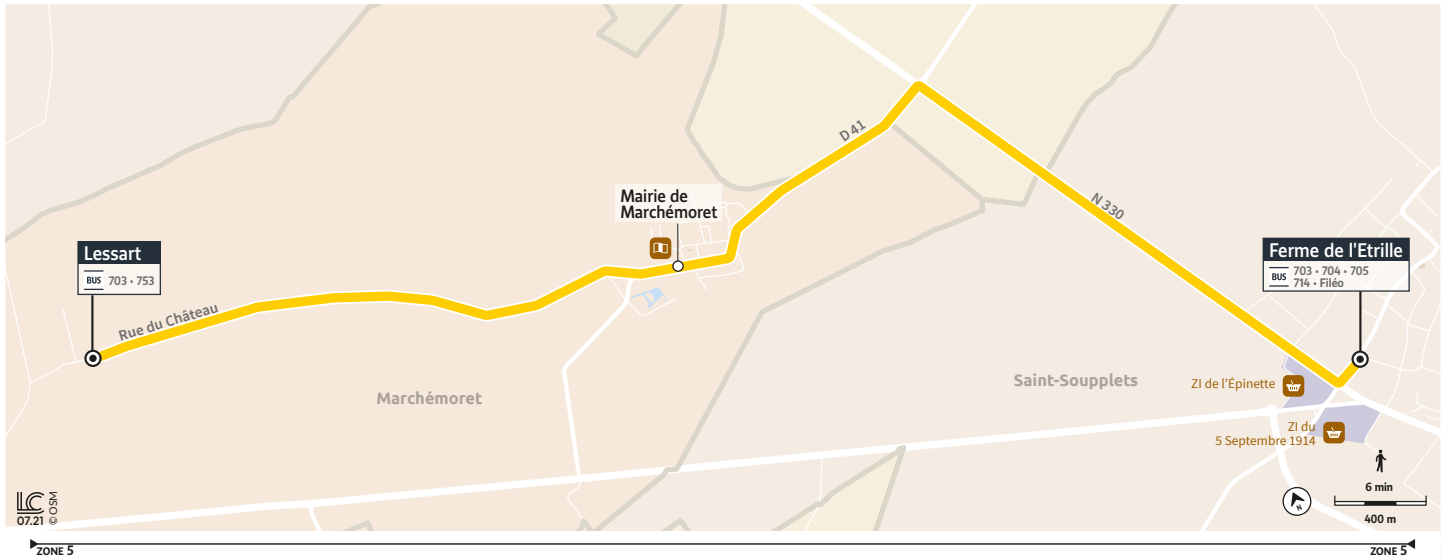 D 41
N 330
Mairie de
Marchémoret
Lessart
BUS 703 • 753
Rue du Château
Ferme de l'Etrille
BUS 703 • 704 • 705
714 • Filéo
Marchémoret
Saint-Soupplets
ZI de l'Épinette
ZI du
5 Septembre 1914
6 min
400 m
N
LC
07.21 © OSM
ZONE 5
ZONE 5